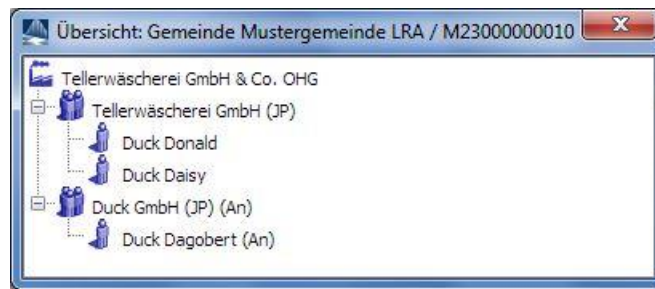 Übersicht: Gemeinde Mustergemeinde LRA / M23000000010
Tellerwäscherei GmbH & Co. OHG
Tellerwäscherei GmbH (JP)
Duck Donald
Duck Daisy
Duck GmbH (JP) (An)
Duck Dagobert (An)